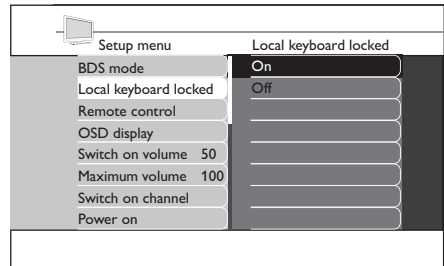 Setup menu
Local keyboard locked
BDS mode
On
Local keyboard locked
Off
Remote control
OSD display
Switch on volume 50
Maximum volume 100
Switch on channel
Power on